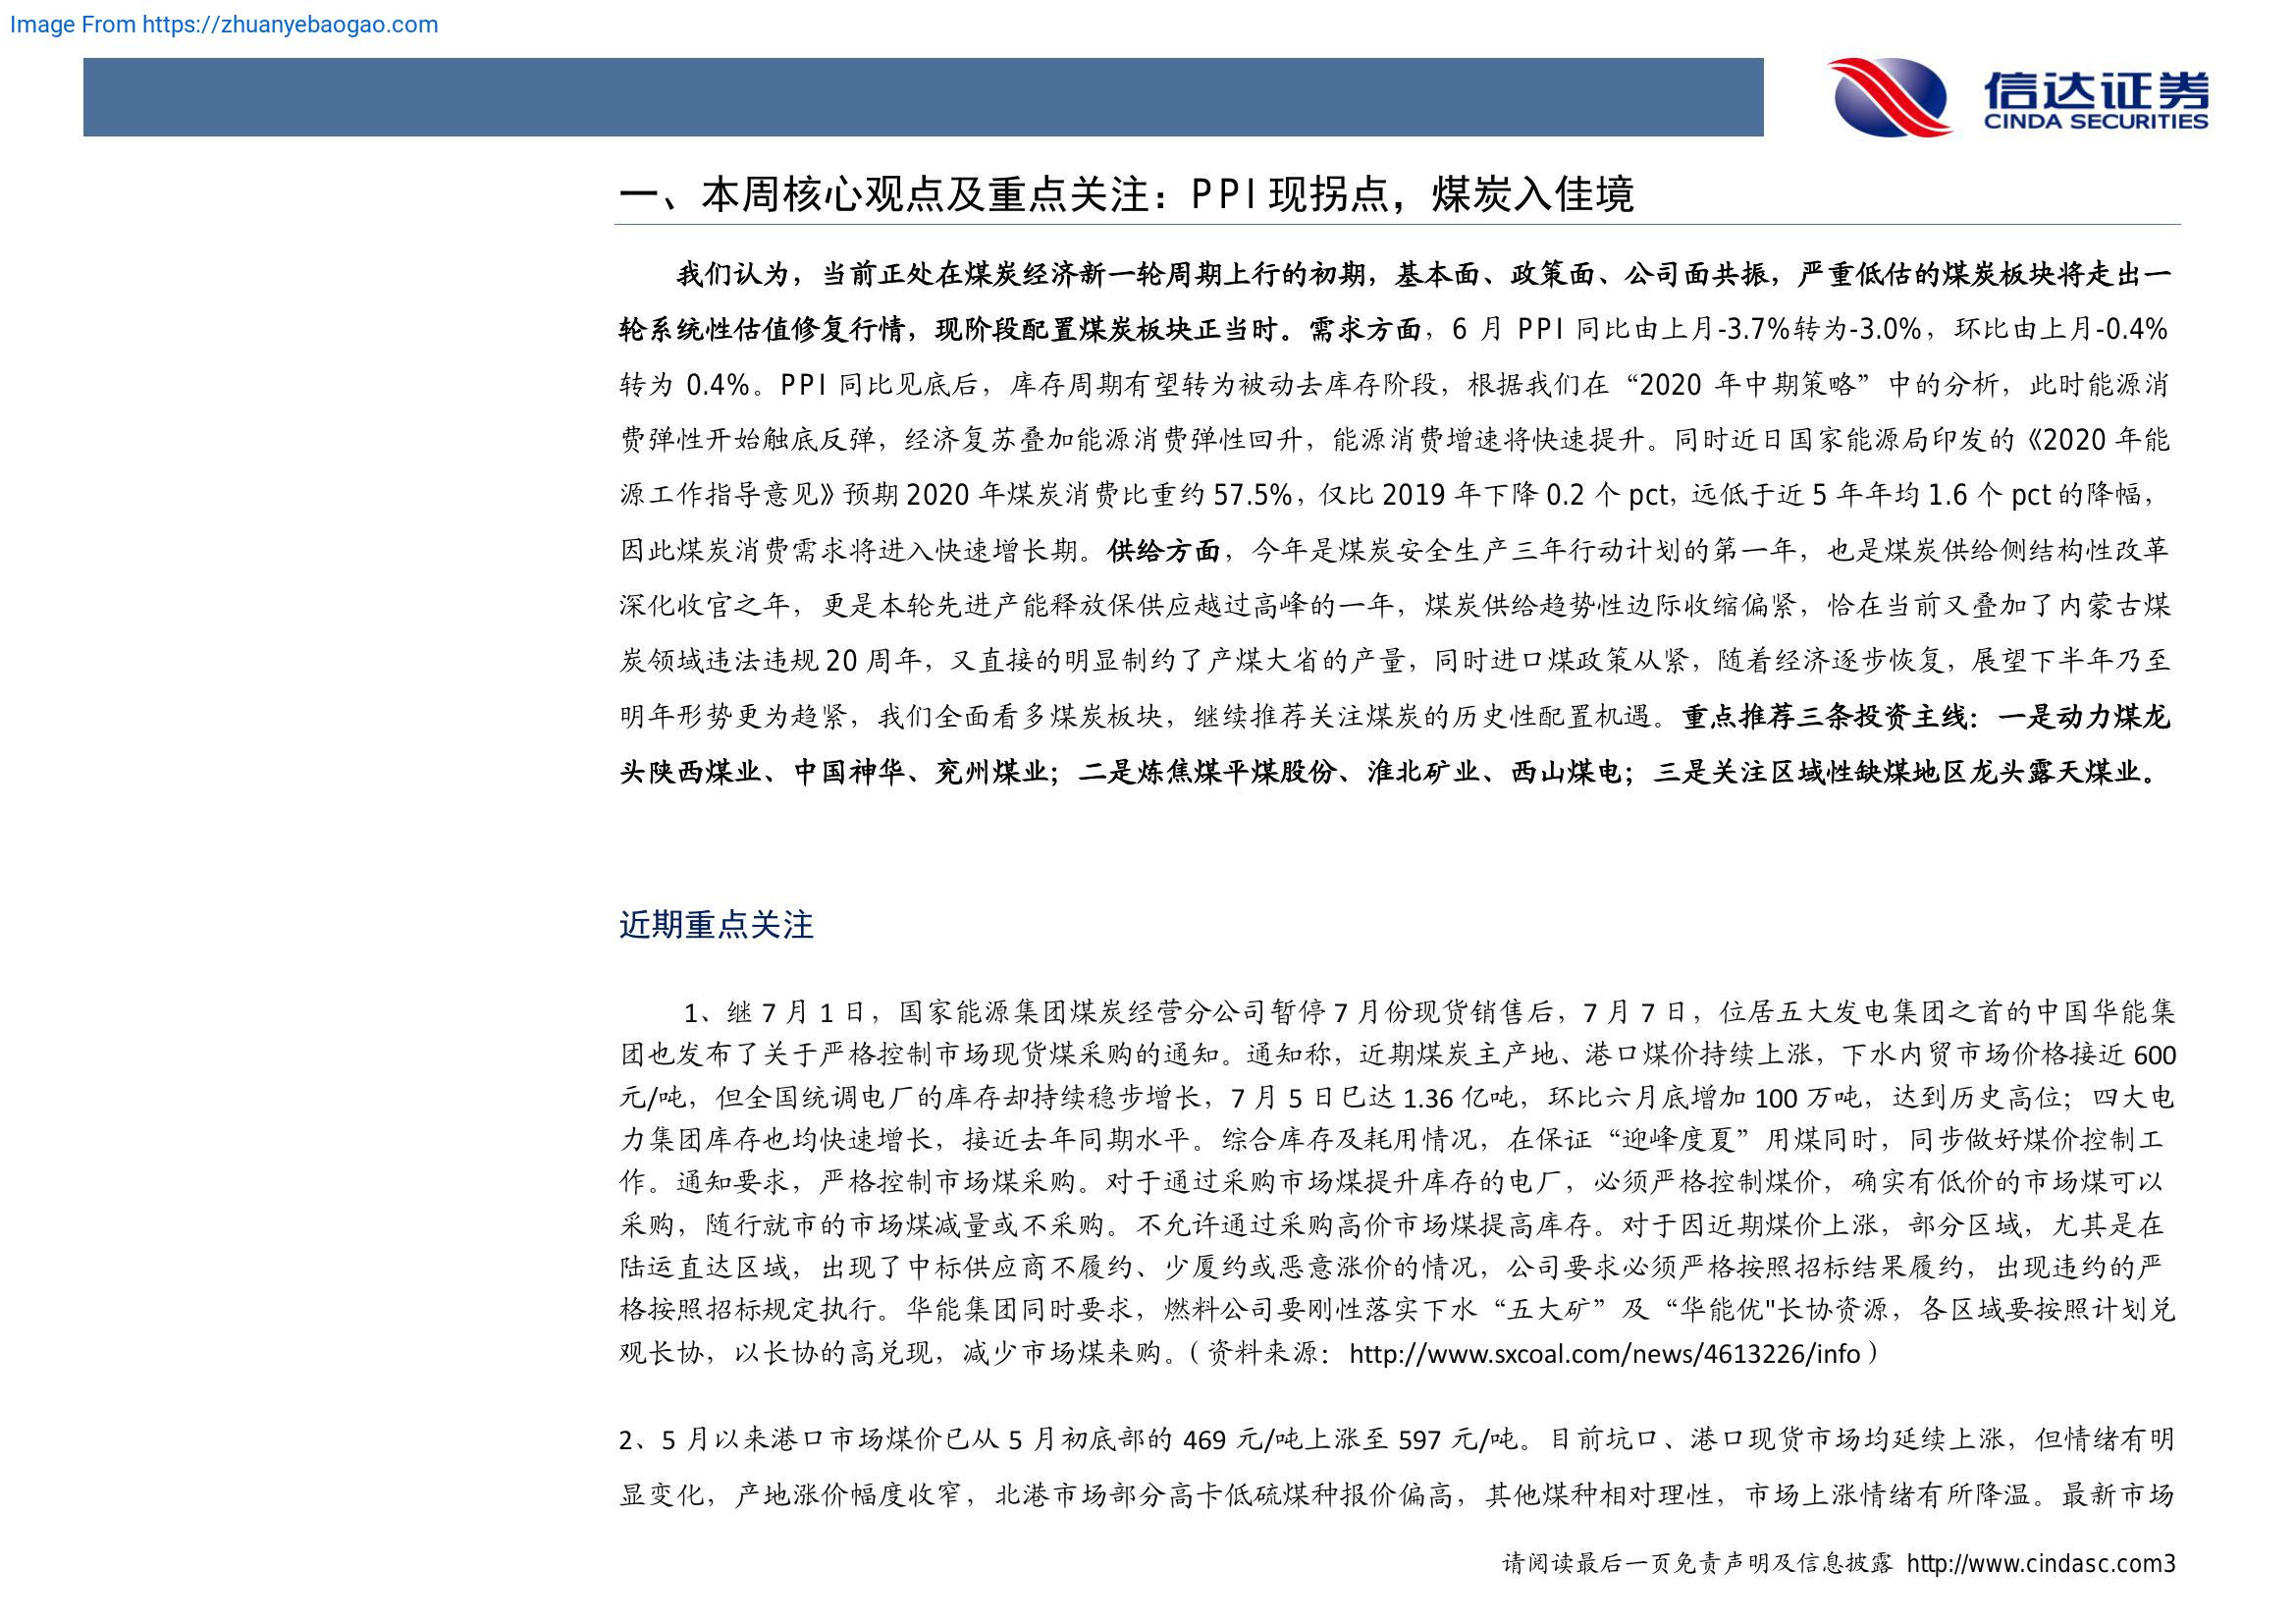 Image From https://zhuanyebaogao.com
信达证券
CINDA SECURITIES
一、本周核心观点及重点关注：PPI 现拐点，煤炭入佳境
我们认为，当前正处在煤炭经济新一轮周期上行的初期，基本面、政策面、公司面共振，严重低估的煤炭板块将走出一
轮系统性估值修复行情，现阶段配置煤炭板块正当时。需求方面，6 月 PPI 同比由上月-3.7%转为-3.0%，环比由上月-0.4%
转为 0.4%。PPI 同比见底后，库存周期有望转为被动去库存阶段，根据我们在“2020 年中期策略”中的分析，此时能源消
费弹性开始触底反弹，经济复苏叠加能源消费弹性回升，能源消费增速将快速提升。同时近日国家能源局印发的《2020 年能
源工作指导意见》预期 2020 年煤炭消费比重约 57.5%，仅比 2019 年下降 0.2 个 pct，远低于近 5 年年均 1.6 个 pct 的降幅，
因此煤炭消费需求将进入快速增长期。供给方面，今年是煤炭安全生产三年行动计划的第一年，也是煤炭供给侧结构性改革
深化收官之年，更是本轮先进产能释放保供应越过高峰的一年，煤炭供给趋势性边际收缩偏紧，恰在当前又叠加了内蒙古煤
炭领域违法违规 20 周年，又直接的明显制约了产煤大省的产量，同时进口煤政策从紧，随着经济逐步恢复，展望下半年乃至
明年形势更为趋紧，我们全面看多煤炭板块，继续推荐关注煤炭的历史性配置机遇。重点推荐三条投资主线：一是动力煤龙
头陕西煤业、中国神华、兖州煤业；二是炼焦煤平煤股份、淮北矿业、西山煤电；三是关注区域性缺煤地区龙头露天煤业。
近期重点关注
1、继 7 月 1 日，国家能源集团煤炭经营分公司暂停 7 月份现货销售后，7 月 7 日，位居五大发电集团之首的中国华能集
团也发布了关于严格控制市场现货煤采购的通知。通知称，近期煤炭主产地、港口煤价持续上涨，下水内贸市场价格接近 600
元/吨，但全国统调电厂的库存却持续稳步增长，7 月 5 日已达 1.36 亿吨，环比六月底增加 100 万吨，达到历史高位；四大电
力集团库存也均快速增长，接近去年同期水平。综合库存及耗用情况，在保证“迎峰度夏”用煤同时，同步做好煤价控制工
作。通知要求，严格控制市场煤采购。对于通过采购市场煤提升库存的电厂，必须严格控制煤价，确实有低价的市场煤可以
采购，随行就市的市场煤减量或不采购。不允许通过采购高价市场煤提高库存。对于因近期煤价上涨，部分区域，尤其是在
陆运直达区域，出现了中标供应商不履约、少厦约或恶意涨价的情况，公司要求必须严格按照招标结果履约，出现违约的严
格按照招标规定执行。华能集团同时要求，燃料公司要刚性落实下水“五大矿”及“华能优"长协资源，各区域要按照计划兑
观长协，以长协的高兑现，减少市场煤来购。（资料来源：http://www.sxcoal.com/news/4613226/info）
2、5 月以来港口市场煤价已从 5 月初底部的 469 元/吨上涨至 597 元/吨。目前坑口、港口现货市场均延续上涨，但情绪有明
显变化，产地涨价幅度收窄，北港市场部分高卡低硫煤种报价偏高，其他煤种相对理性，市场上涨情绪有所降温。最新市场
请阅读最后一页免责声明及信息披露 http://www.cindasc.com3